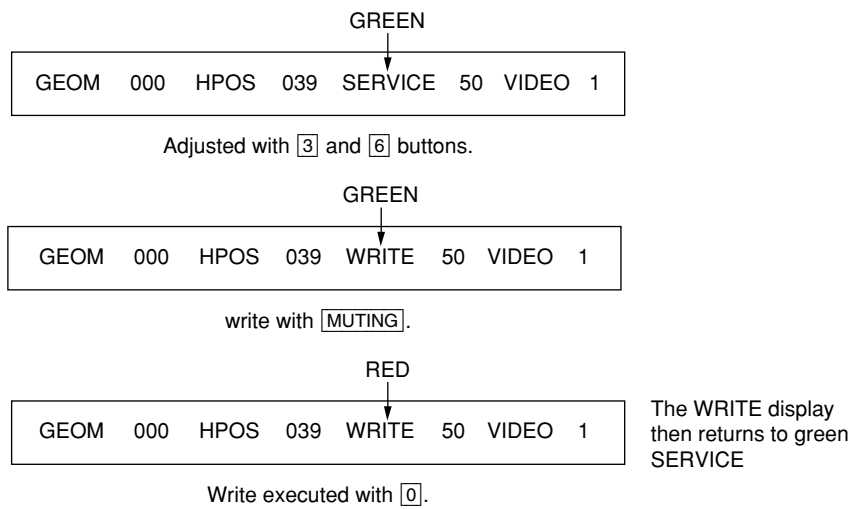 GREEN
GEOM 000 HPOS 039 SERVICE 50 VIDEO 1
Adjusted with 3 and 6 buttons.
GREEN
GEOM 000 HPOS 039 WRITE 50 VIDEO 1
write with MUTING.
RED
GEOM 000 HPOS 039 WRITE 50 VIDEO 1
The WRITE display
then returns to green
SERVICE
Write executed with 0.